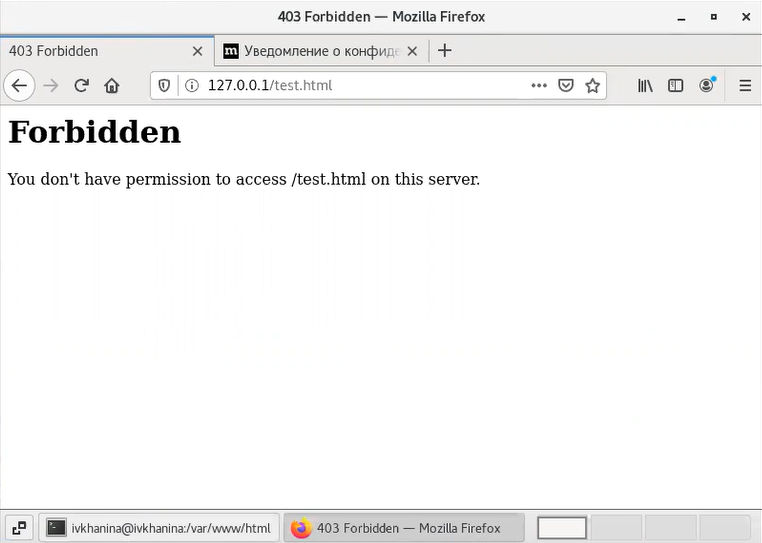 403 Forbidden — Mozilla Firefox
403 Forbidden
m Уведомление о конфиде
127.0.0.1/test.html
Forbidden
You don't have permission to access /test.html on this server.
ivkhanina@ivkhanina:/var/www/html
403 Forbidden — Mozilla Firefox